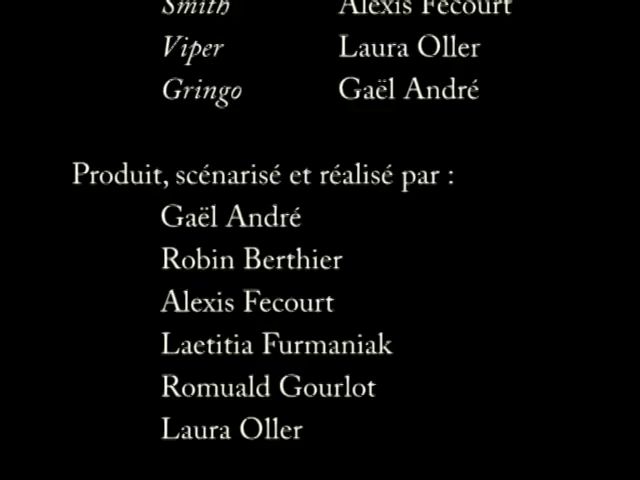 Smith Alexis Fecourt
Viper Laura Oller
Gringo Gaël André
Produit, scénarisé et réalisé par :
Gaël André
Robin Berthier
Alexis Fecourt
Laetitia Furmaniak
Romuald Gourlot
Laura Oller